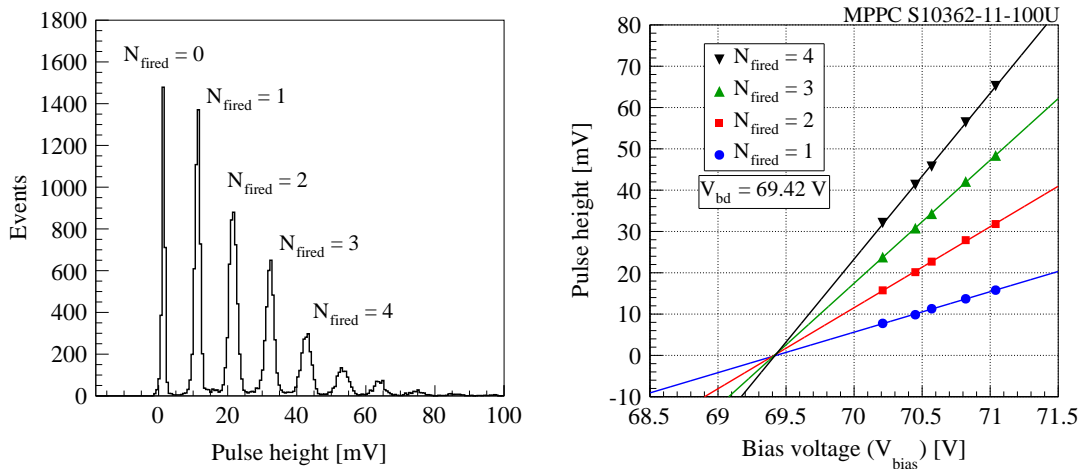 1800
1600
1400
1200
1000
800
600
400
200
0
Events
N_fired = 0
N_fired = 1
N_fired = 2
N_fired = 3
N_fired = 4
0 20 40 60 80 100
Pulse height [mV]
MPPC S10362-11-100U
80
70
60
50
40
30
20
10
0
-10
Pulse height [mV]
N_fired = 4
N_fired = 3
N_fired = 2
N_fired = 1
V_bd = 69.42 V
68.5 69 69.5 70 70.5 71 71.5
Bias voltage (V_bias) [V]